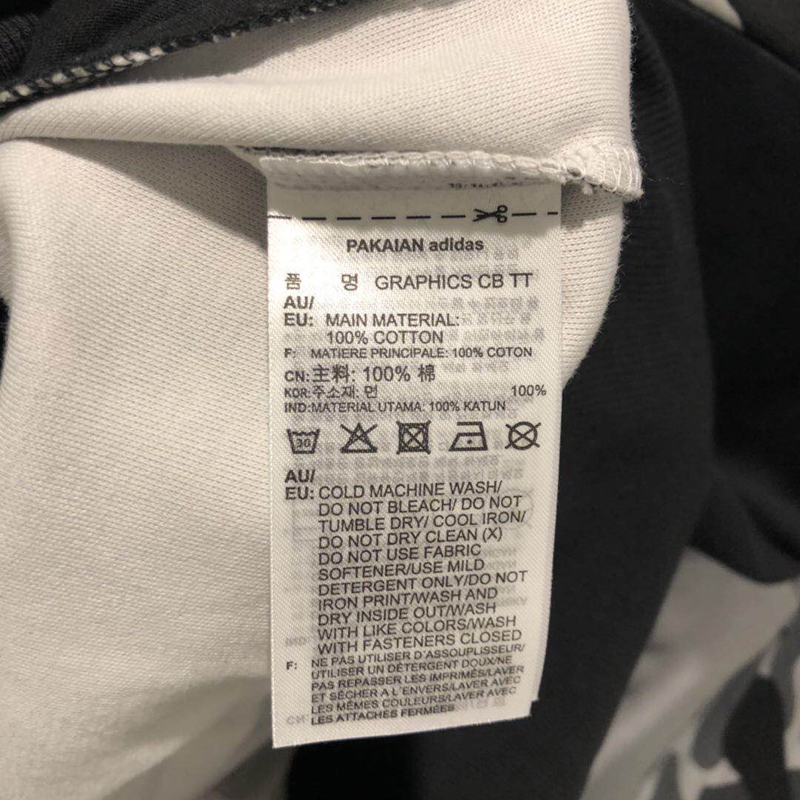 PAKAIAN adidas
품 명 GRAPHICS CB TT
AU/
EU: MAIN MATERIAL:
100% COTTON
F: MATIERE PRINCIPALE: 100% COTON
CN:主料: 100% 棉
KOR:주소재: 면 100%
IND:MATERIAL UTAMA: 100% KATUN
30
AU/
EU: COLD MACHINE WASH/
DO NOT BLEACH/ DO NOT
TUMBLE DRY/ COOL IRON/
DO NOT DRY CLEAN (X)
DO NOT USE FABRIC
SOFTENER/USE MILD
DETERGENT ONLY/DO NOT
IRON PRINT/WASH AND
DRY INSIDE OUT/WASH
WITH LIKE COLORS/WASH
WITH FASTENERS CLOSED
F: NE PAS UTILISER D'ASSOUPLISSEUR/
UTILISER UN DÉTERGENT DOUX/NE
PAS REPASSER LES IMPRIMÉS/LAVER
ET SÉCHER A L'ENVERS/LAVER AVEC
LES MÊMES COULEURS/LAVER AVEC
LES ATTACHES FERMÉES